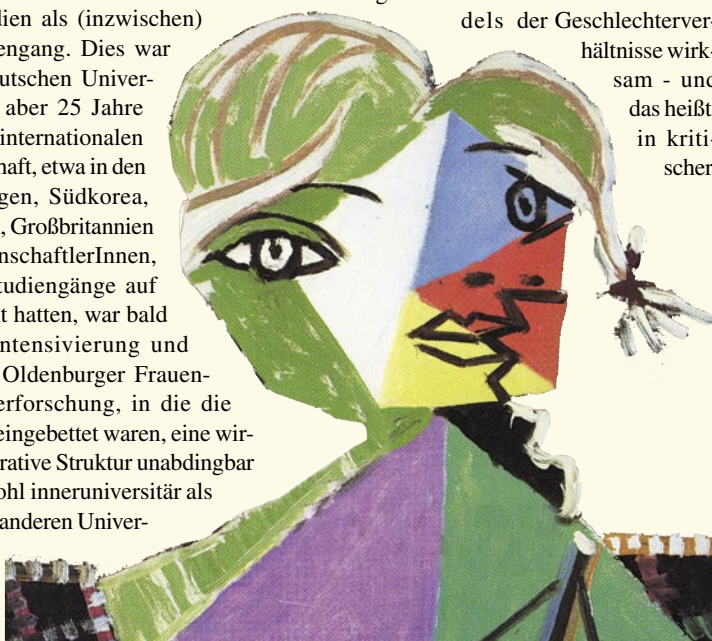 dien als (inzwischen)
engang. Dies war
utschen Univer-
aber 25 Jahre
internationalen
haft, etwa in den
gen, Südkorea,
, Großbritannien
nschaftlerInnen,
tudiengänge auf
t hatten, war bald
ntensivierung und
Oldenburger Frauen-
erforschung, in die die
eingebettet waren, eine wir-
rative Struktur unabdingbar
ohl inneruniversitär als
anderen Univer-
dels der Geschlechterver-
hältnisse wirk-
sam - und
das heißt
in kriti-
scher